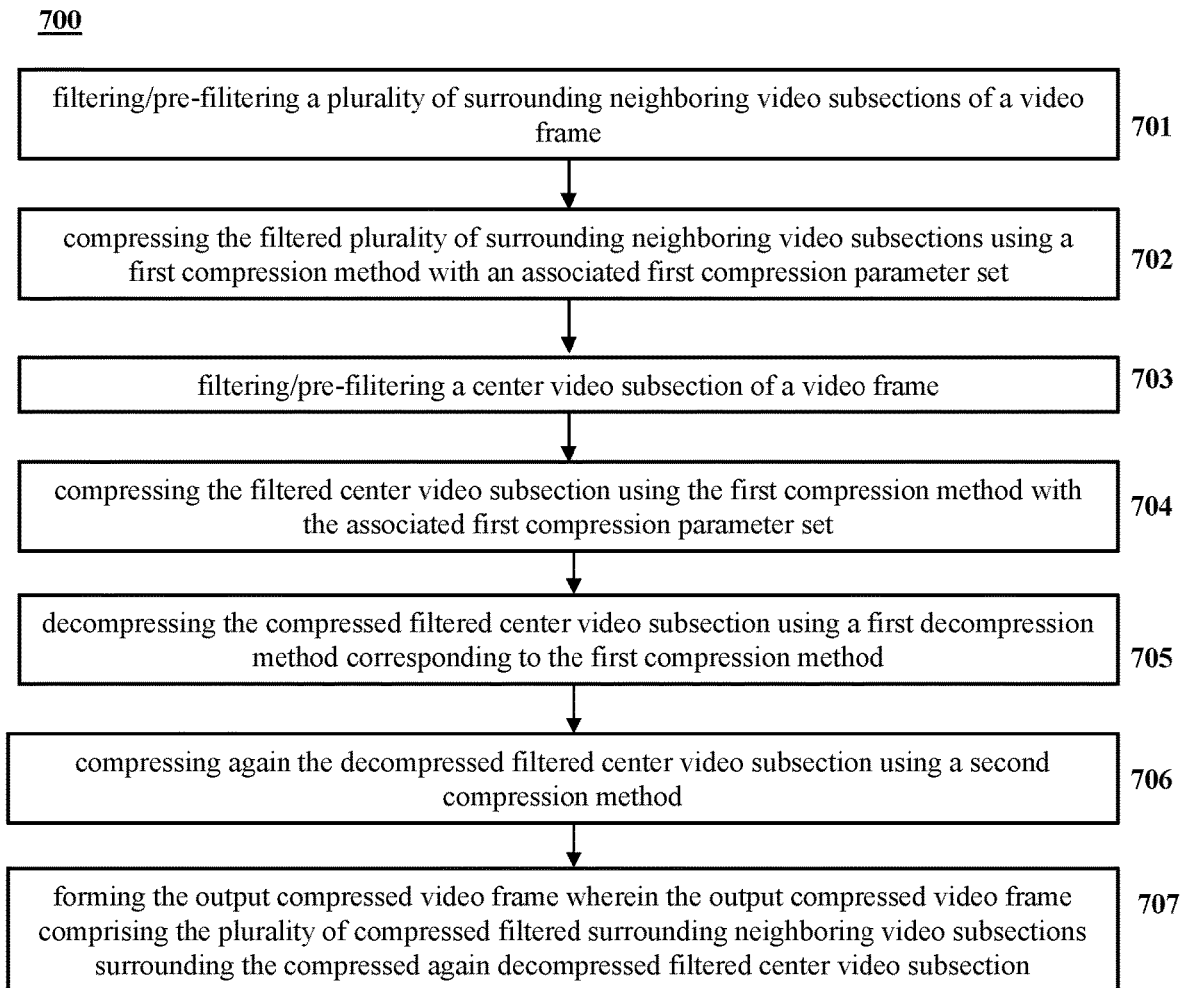 700
filtering/pre-filitering a plurality of surrounding neighboring video subsections of a video
frame
701
compressing the filtered plurality of surrounding neighboring video subsections using a
first compression method with an associated first compression parameter set
702
filtering/pre-filitering a center video subsection of a video frame
703
compressing the filtered center video subsection using the first compression method with
the associated first compression parameter set
704
decompressing the compressed filtered center video subsection using a first decompression
method corresponding to the first compression method
705
compressing again the decompressed filtered center video subsection using a second
compression method
706
forming the output compressed video frame wherein the output compressed video frame
comprising the plurality of compressed filtered surrounding neighboring video subsections
surrounding the compressed again decompressed filtered center video subsection
707